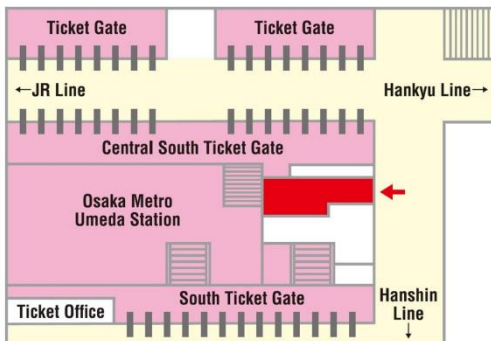 Ticket Gate
Ticket Gate
←JR Line
Hankyu Line→
Central South Ticket Gate
Osaka Metro
Umeda Station
South Ticket Gate
Ticket Office
Hanshin
Line
↓